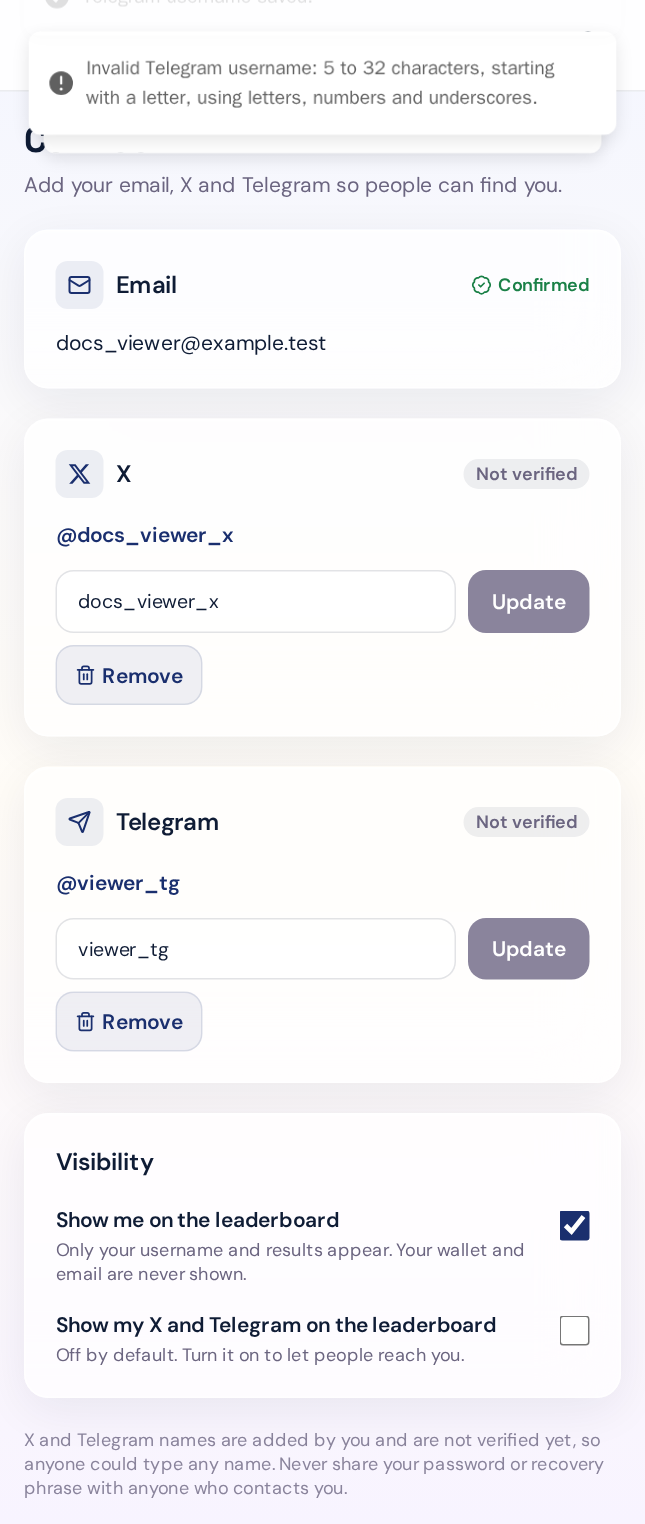 Telegram username saved.
Invalid Telegram username: 5 to 32 characters, starting
with a letter, using letters, numbers and underscores.
Add your email, X and Telegram so people can find you.
Email
Confirmed
docs_viewer@example.test
X
Not verified
@docs_viewer_x
docs_viewer_x
Update
Remove
Telegram
Not verified
@viewer_tg
viewer_tg
Update
Remove
Visibility
Show me on the leaderboard
Only your username and results appear. Your wallet and
email are never shown.
Show my X and Telegram on the leaderboard
Off by default. Turn it on to let people reach you.
X and Telegram names are added by you and are not verified yet, so
anyone could type any name. Never share your password or recovery
phrase with anyone who contacts you.